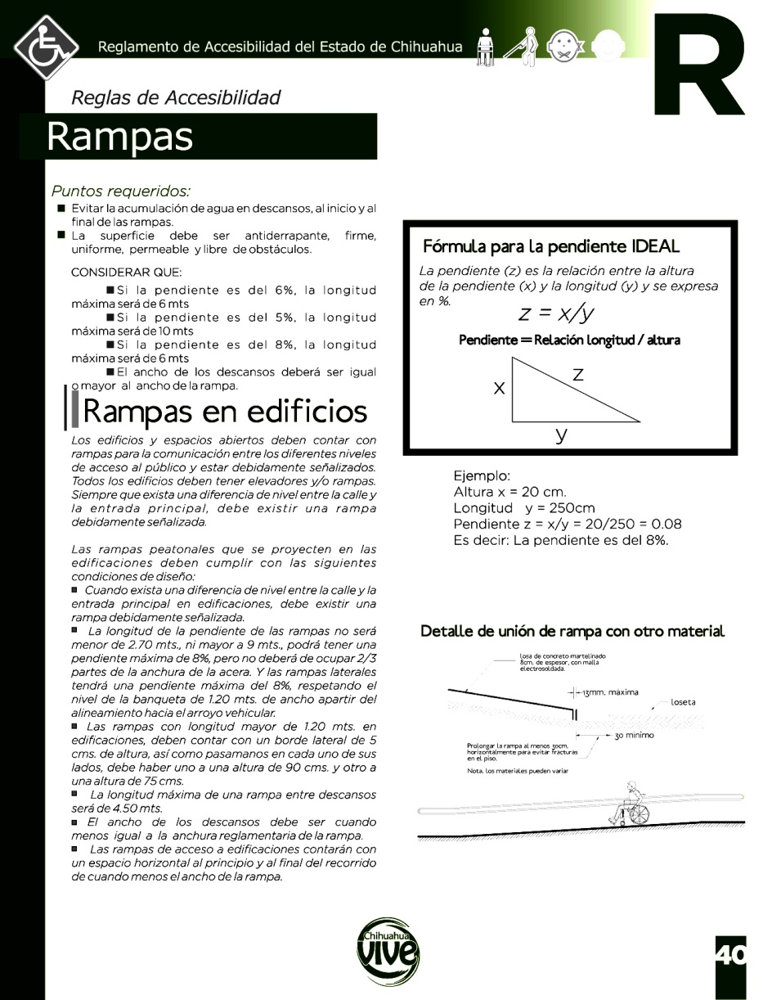 Reglamento de Accesibilidad del Estado de Chihuahua
R
Reglas de Accesibilidad
Rampas
Puntos requeridos:
■ Evitar la acumulación de agua en descansos, al inicio y al
final de las rampas.
■ La superficie debe ser antiderrapante, firme,
uniforme, permeable y libre de obstáculos.
CONSIDERAR QUE:
■ Si la pendiente es del 6%, la longitud
máxima será de 6 mts
■ Si la pendiente es del 5%, la longitud
máxima será de 10 mts
■ Si la pendiente es del 8%, la longitud
máxima será de 6 mts
■ El ancho de los descansos deberá ser igual
o mayor al ancho de la rampa.
Rampas en edificios
Los edificios y espacios abiertos deben contar con
rampas para la comunicación entre los diferentes niveles
de acceso al público y estar debidamente señalizados.
Todos los edificios deben tener elevadores y/o rampas.
Siempre que exista una diferencia de nivel entre la calle y
la entrada principal, debe existir una rampa
debidamente señalizada.
Las rampas peatonales que se proyecten en las
edificaciones deben cumplir con las siguientes
condiciones de diseño:
■ Cuando exista una diferencia de nivel entre la calle y la
entrada principal en edificaciones, debe existir una
rampa debidamente señalizada.
■ La longitud de la pendiente de las rampas no será
menor de 2.70 mts., ni mayor a 9 mts., podrá tener una
pendiente máxima de 8%, pero no deberá de ocupar 2/3
partes de la anchura de la acera. Y las rampas laterales
tendrá una pendiente máxima del 8%, respetando el
nivel de la banqueta de 1.20 mts. de ancho apartir del
alineamiento hacia el arroyo vehicular.
■ Las rampas con longitud mayor de 1.20 mts. en
edificaciones, deben contar con un borde lateral de 5
cms. de altura, así como pasamanos en cada uno de sus
lados, debe haber uno a una altura de 90 cms. y otro a
una altura de 75 cms.
■ La longitud máxima de una rampa entre descansos
será de 4.50 mts.
■ El ancho de los descansos debe ser cuando
menos igual a la anchura reglamentaria de la rampa.
■ Las rampas de acceso a edificaciones contarán con
un espacio horizontal al principio y al final del recorrido
de cuando menos el ancho de la rampa.
Fórmula para la pendiente IDEAL
La pendiente (z) es la relación entre la altura
de la pendiente (x) y la longitud (y) y se expresa
en %.
z = x/y
Pendiente = Relación longitud / altura
z
x
y
Ejemplo:
Altura x = 20 cm.
Longitud y = 250cm
Pendiente z = x/y = 20/250 = 0.08
Es decir: La pendiente es del 8%.
Detalle de unión de rampa con otro material
losa de concreto martelinado
8cm. de espesor, con malla
electrosoldada.
13mm. máxima
loseta
30 minimo
Prolongar la rampa al menos 30cm.
horizontalmente para evitar fracturas
en el piso.
Nota. los materiales pueden variar
Chihuahua
vive
40